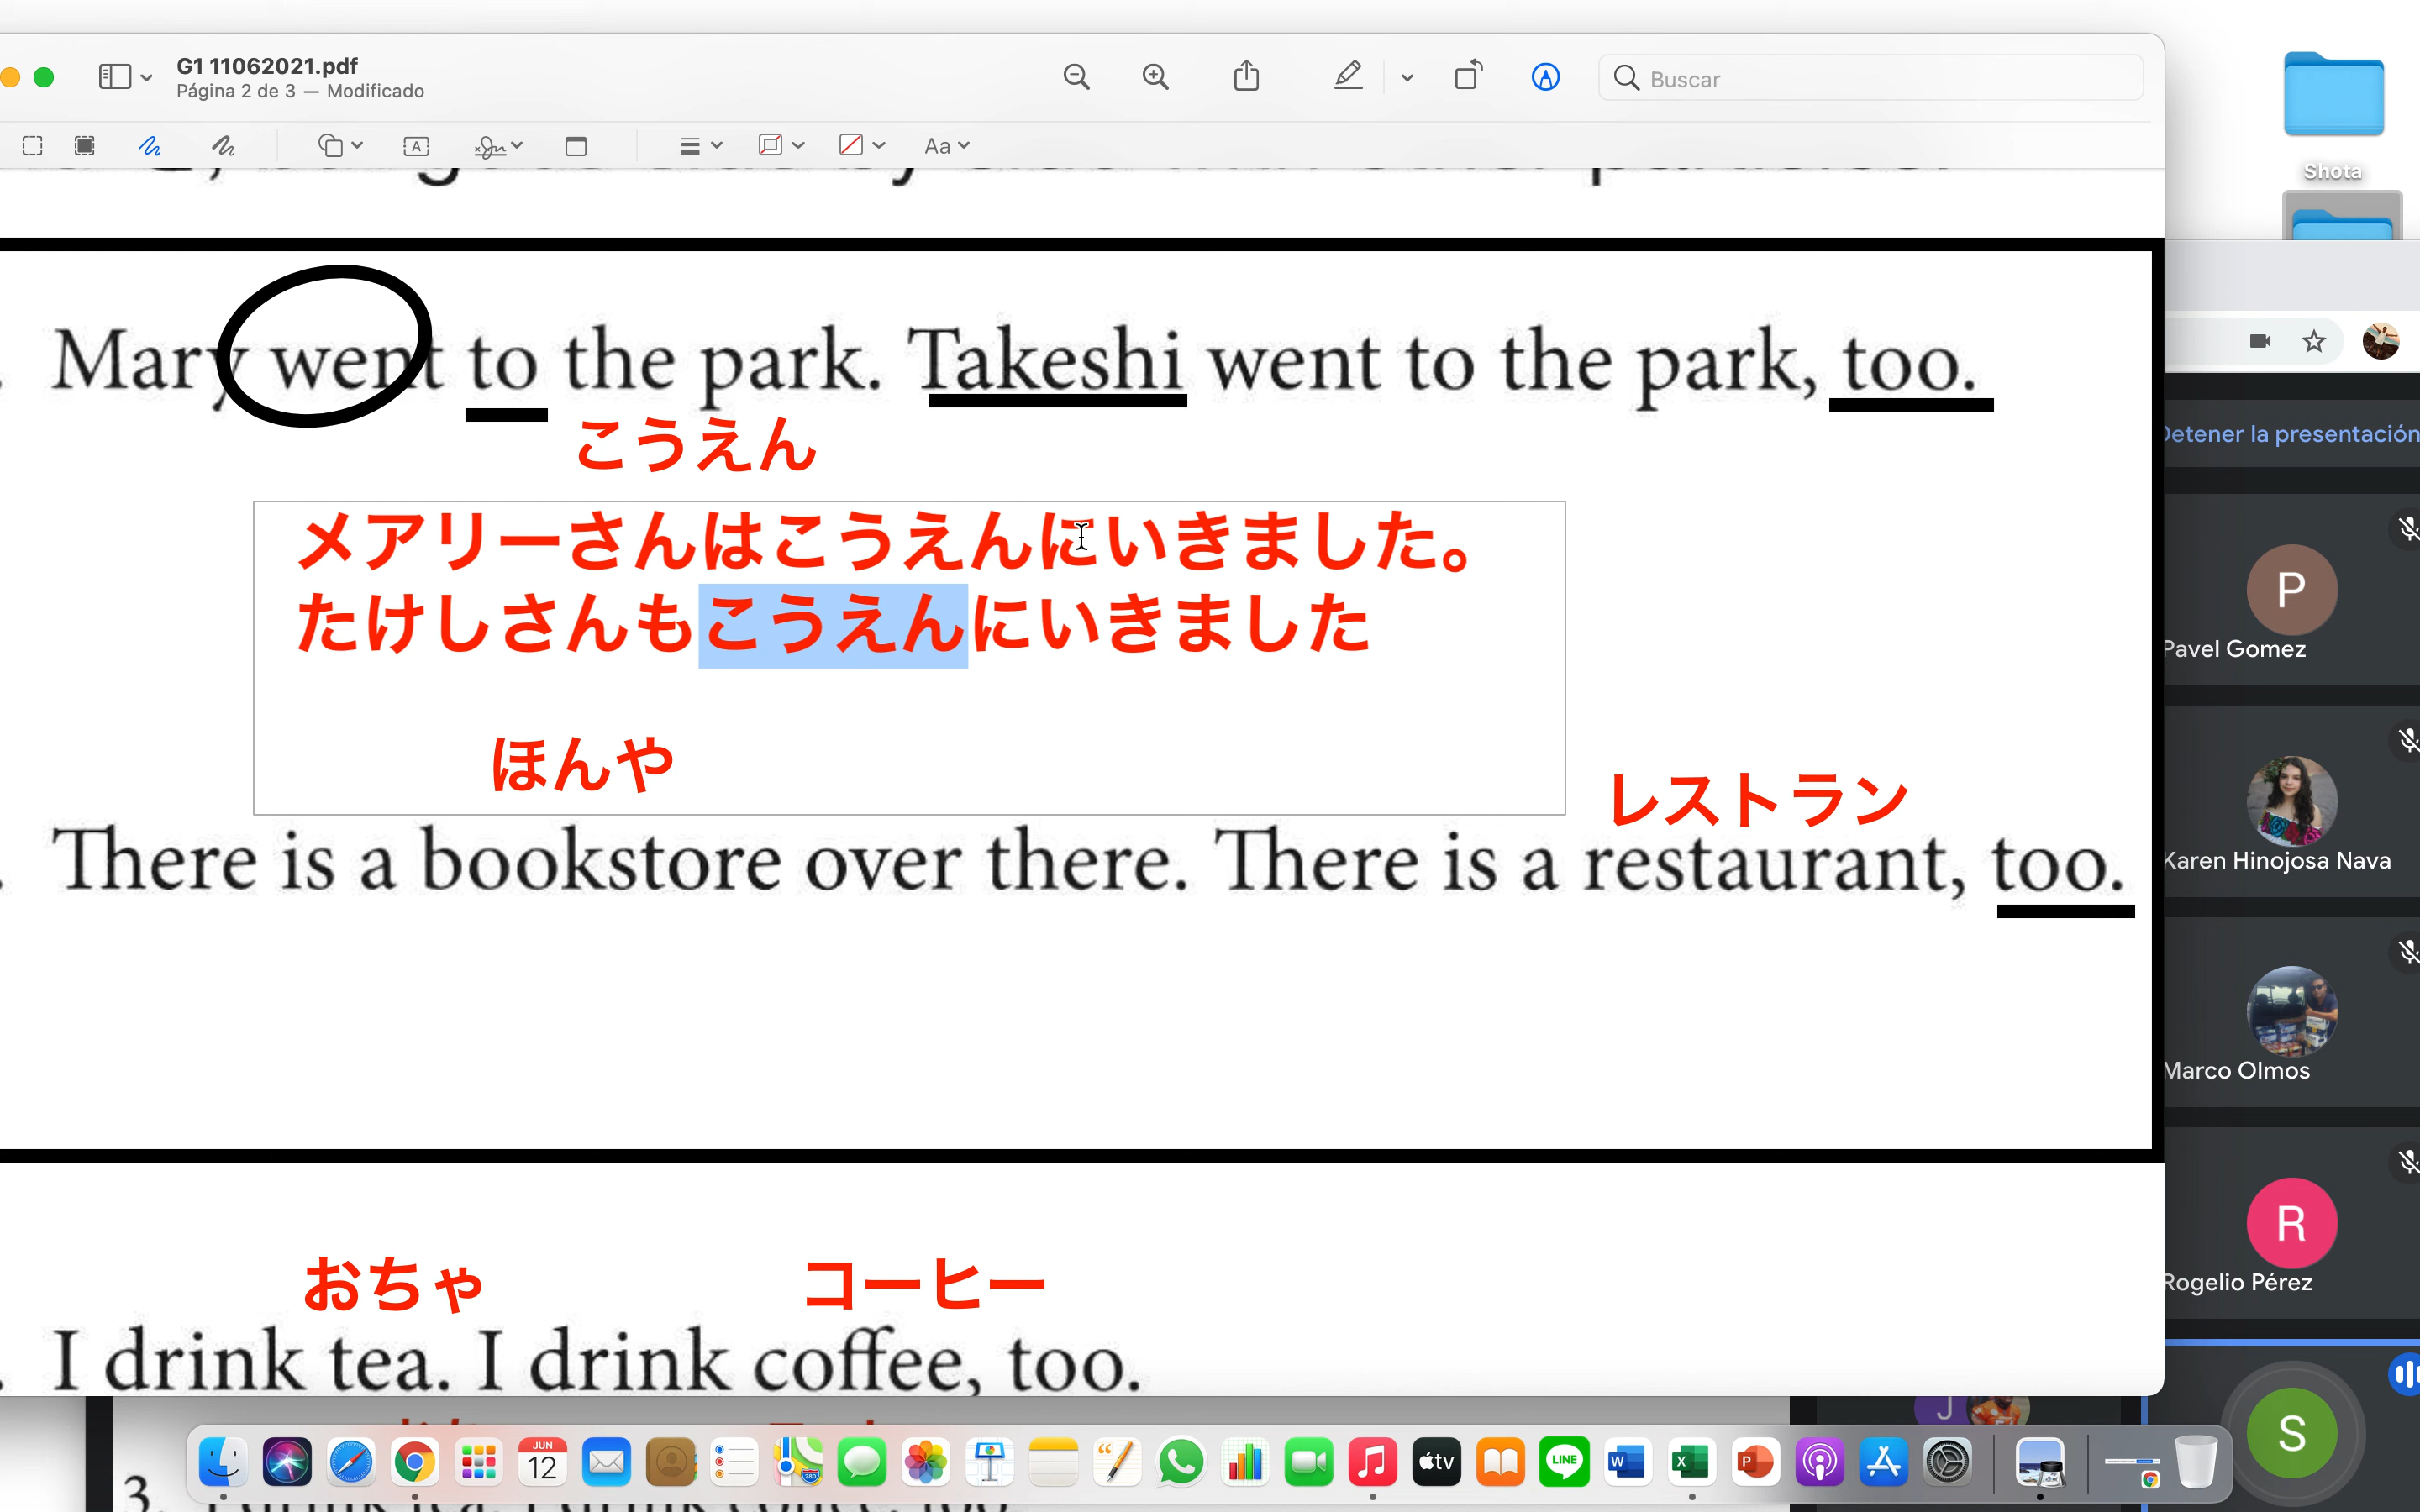 G1 11062021.pdf
Página 2 de 3 — Modificado
Buscar
Aa
Shota
Mary went to the park. Takeshi went to the park, too.
こうえん
メアリーさんはこうえんにいきました。
たけしさんもこうえんにいきました
ほんや
レストラン
There is a bookstore over there. There is a restaurant, too.
おちゃ
コーヒー
I drink tea. I drink coffee, too.
3.
Detener la presentación
P
Pavel Gomez
Karen Hinojosa Nava
Marco Olmos
R
Rogelio Pérez
J
S
JUN
12
280
tv
LINE
W
X
P